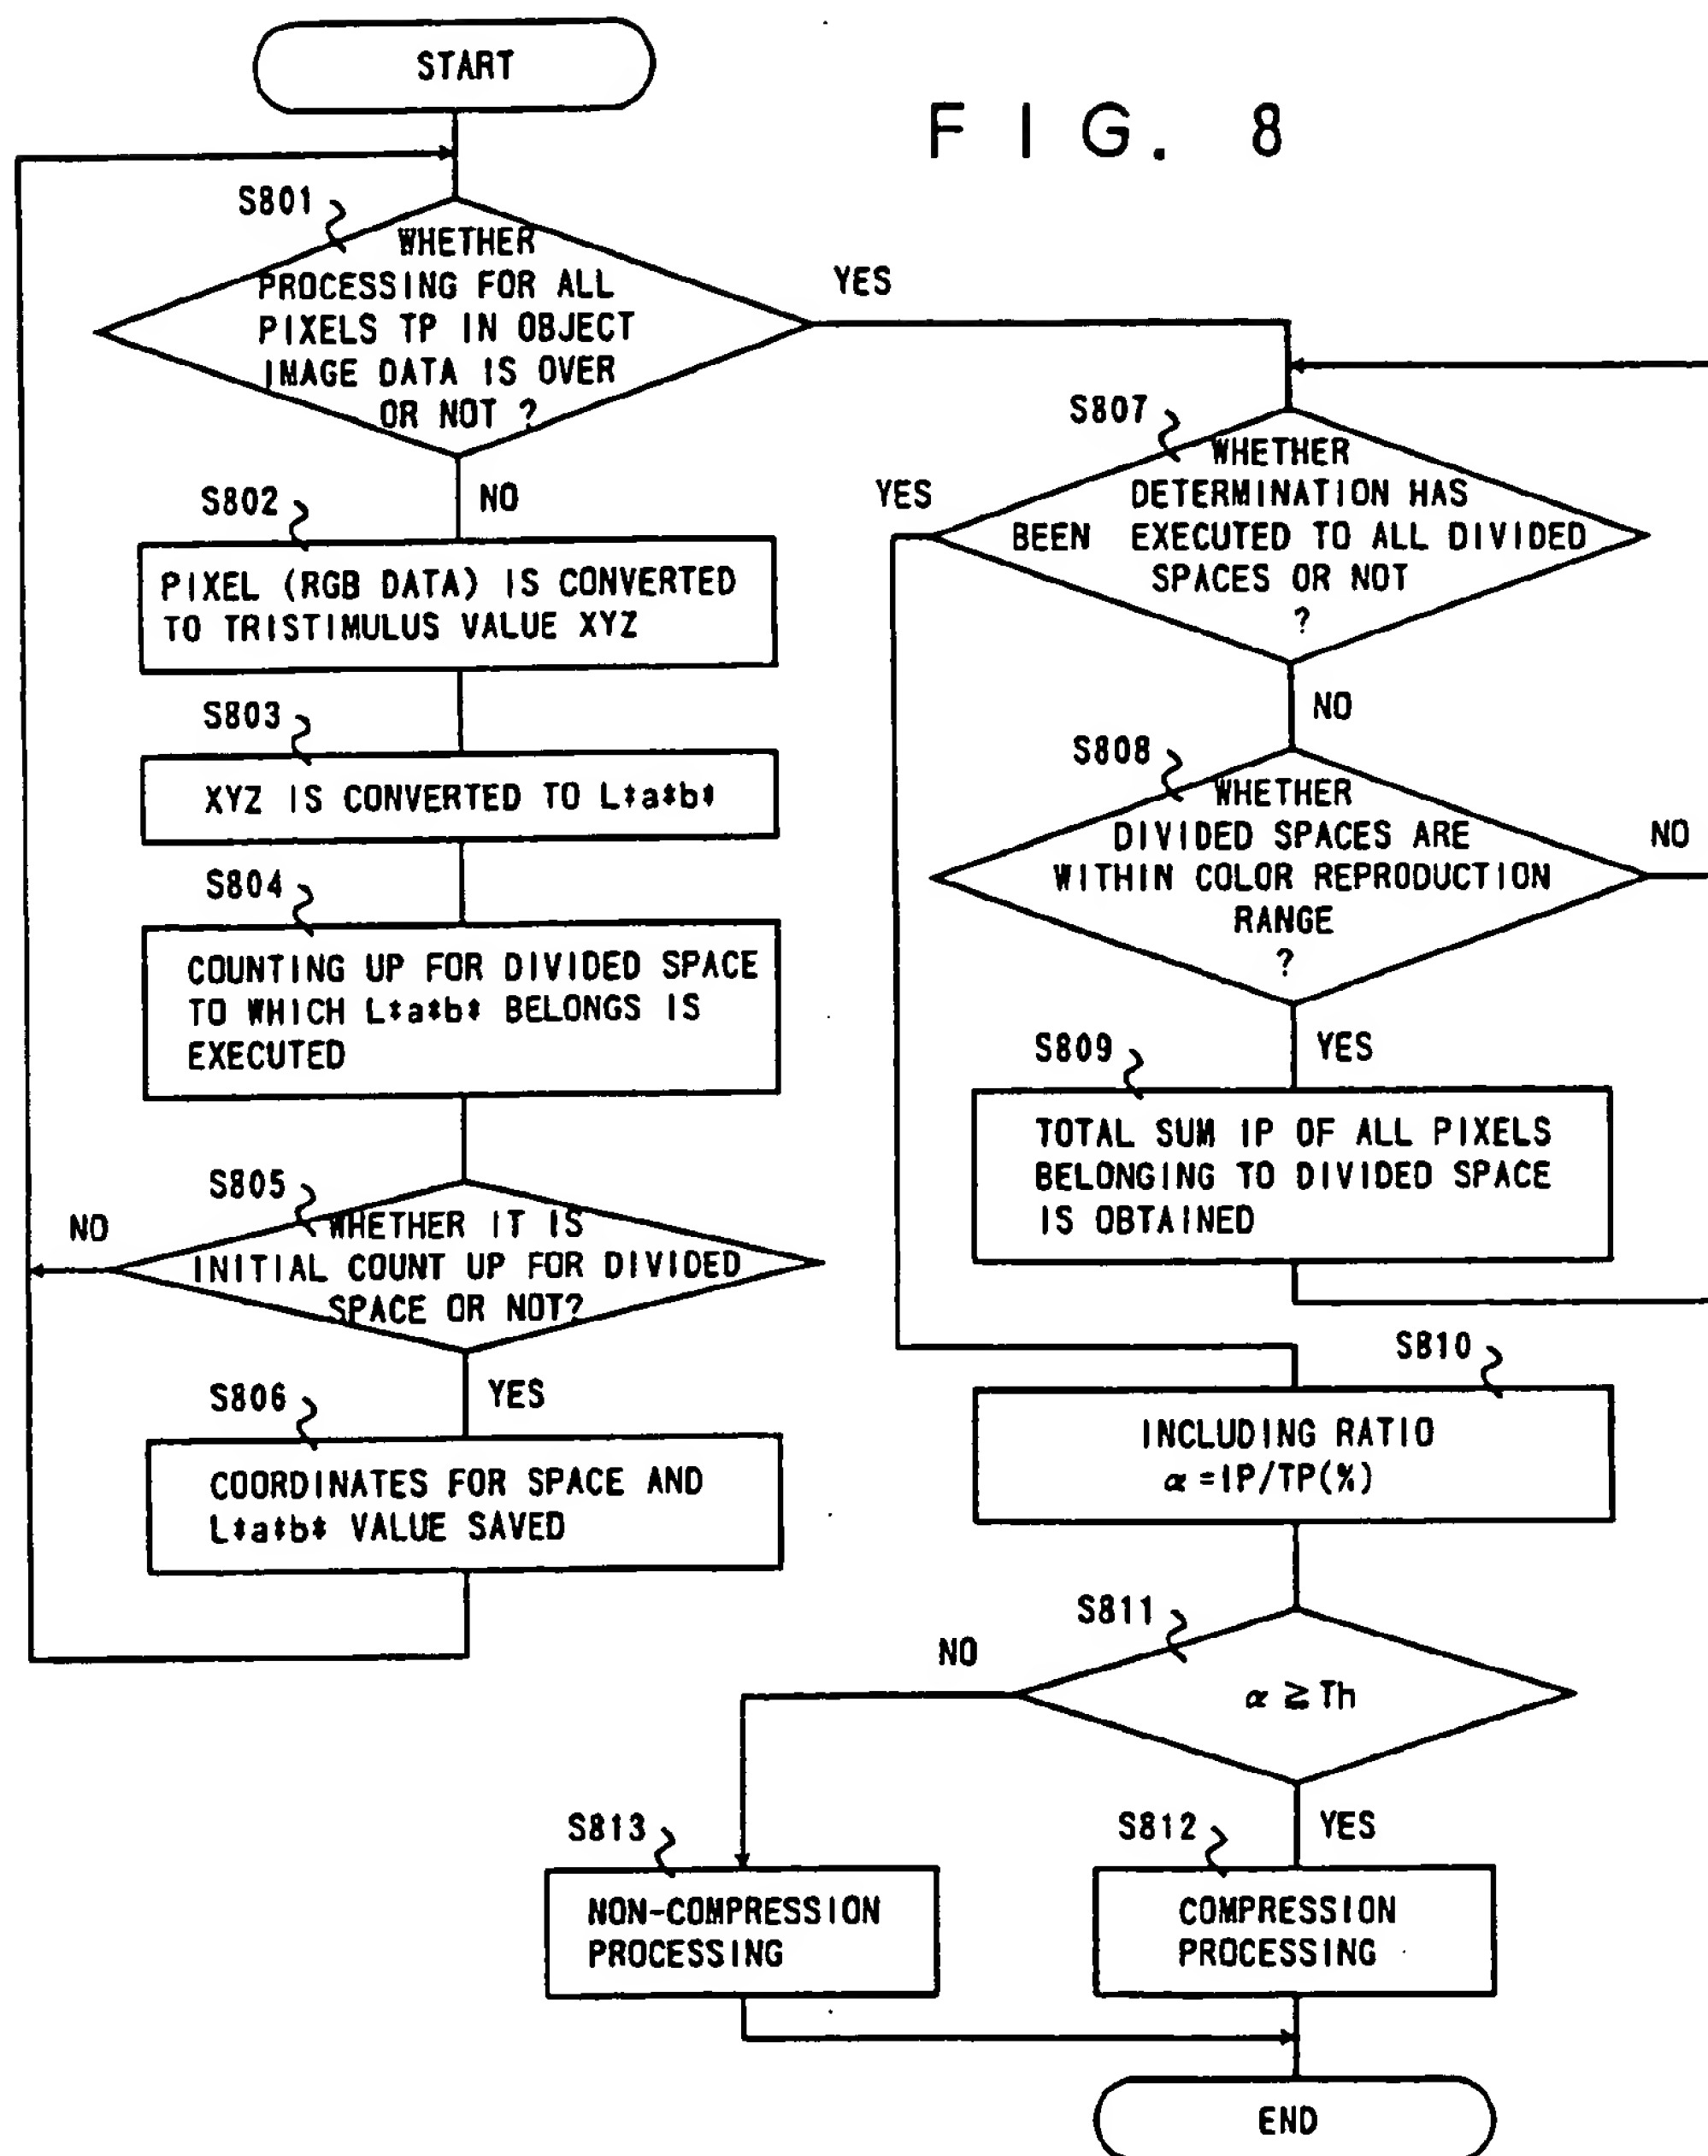 START
FIG. 8
S801
WHETHER
PROCESSING FOR ALL
PIXELS TP IN OBJECT
IMAGE DATA IS OVER
OR NOT ?
YES
NO
S802
PIXEL (RGB DATA) IS CONVERTED
TO TRISTIMULUS VALUE XYZ
S803
XYZ IS CONVERTED TO L*a*b*
S804
COUNTING UP FOR DIVIDED SPACE
TO WHICH L*a*b* BELONGS IS
EXECUTED
S805
WHETHER IT IS
INITIAL COUNT UP FOR DIVIDED
SPACE OR NOT?
NO
YES
S806
COORDINATES FOR SPACE AND
L*a*b* VALUE SAVED
S807
WHETHER
DETERMINATION HAS
BEEN EXECUTED TO ALL DIVIDED
SPACES OR NOT
?
YES
NO
S808
WHETHER
DIVIDED SPACES ARE
WITHIN COLOR REPRODUCTION
RANGE
?
NO
YES
S809
TOTAL SUM IP OF ALL PIXELS
BELONGING TO DIVIDED SPACE
IS OBTAINED
S810
INCLUDING RATIO
α=IP/TP(%)
S811
α ≧ Th
NO
YES
S813
NON-COMPRESSION
PROCESSING
S812
COMPRESSION
PROCESSING
END